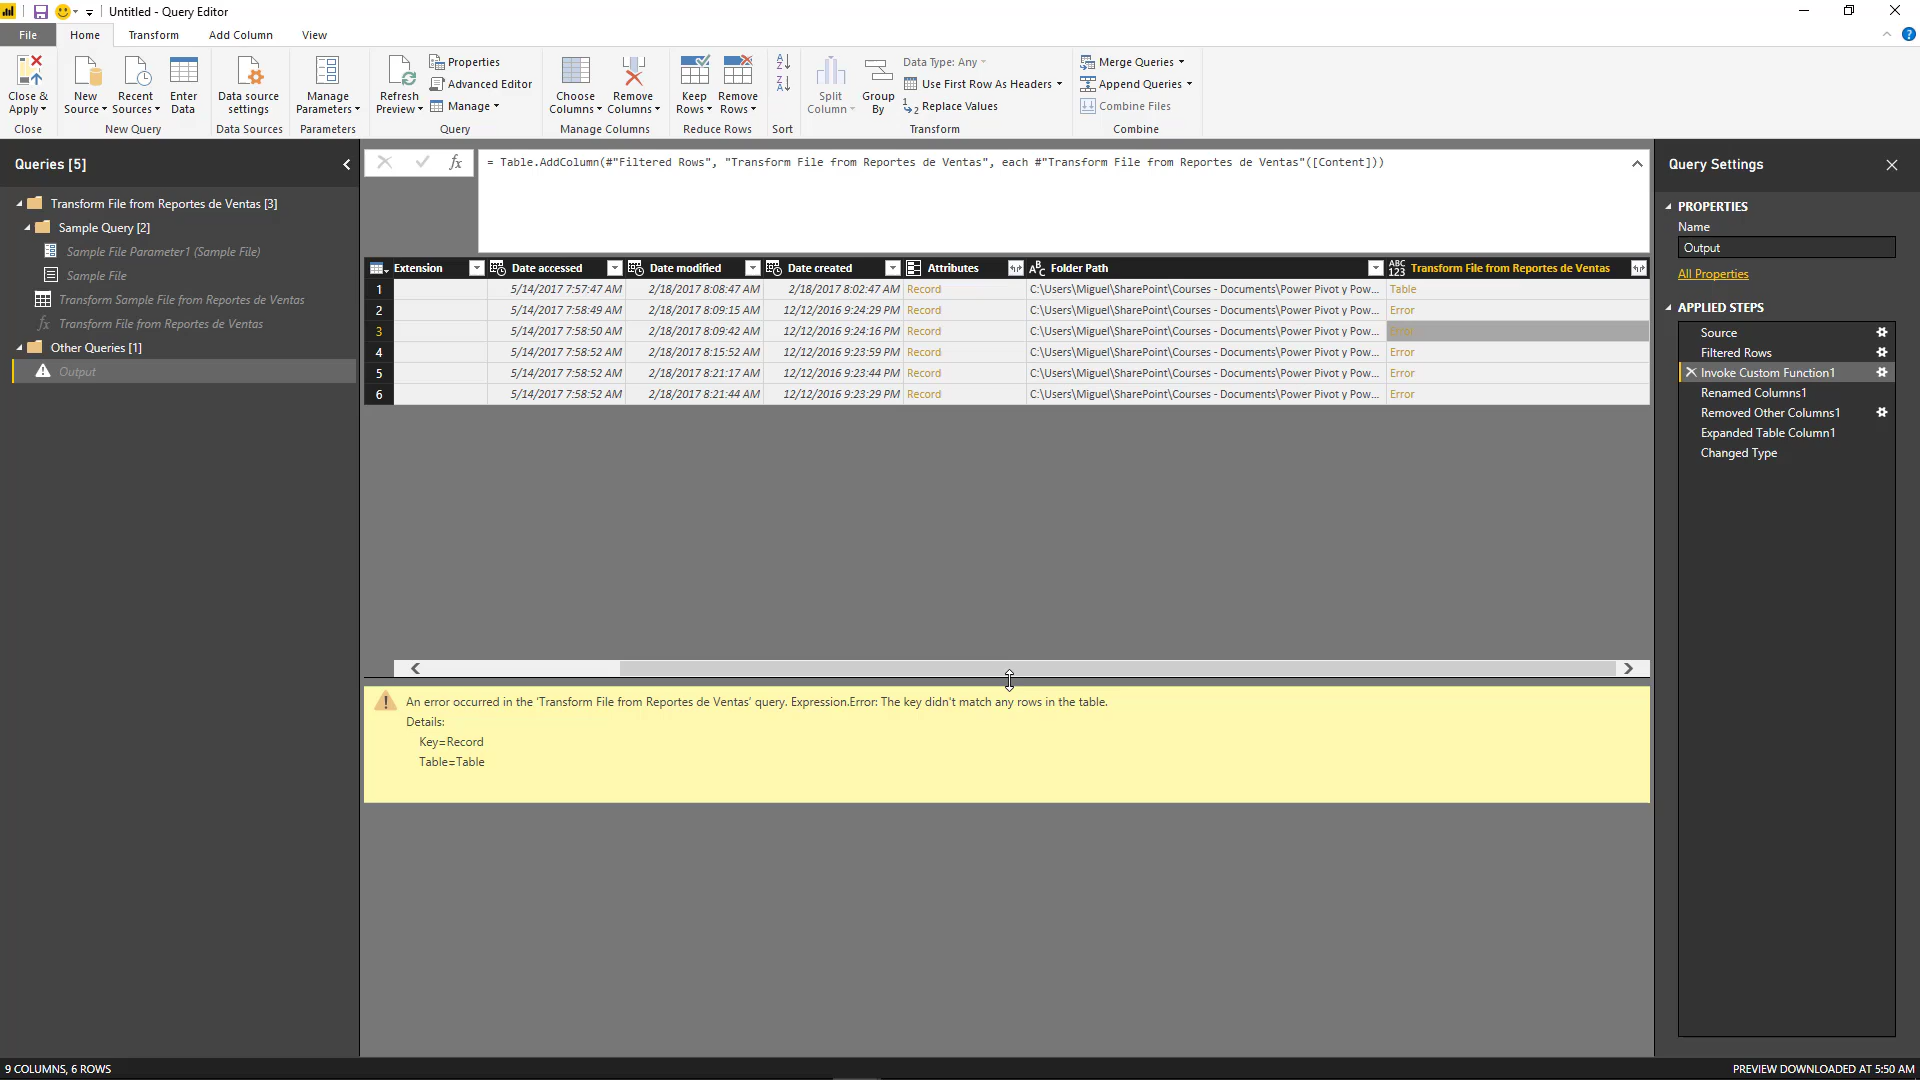 Untitled - Query Editor
File Home Transform Add Column View
Close & Apply
New Source
Recent Sources
Enter Data
Data source settings
Manage Parameters
Refresh Preview
Properties
Advanced Editor
Manage
Choose Columns
Remove Columns
Keep Rows
Remove Rows
Split Column
Group By
Data Type: Any
Use First Row As Headers
Replace Values
Merge Queries
Append Queries
Combine Files
Close New Query Data Sources Parameters Query Manage Columns Reduce Rows Sort Transform Combine
Queries [5]
Transform File from Reportes de Ventas [3]
Sample Query [2]
Sample File Parameter1 (Sample File)
Sample File
Transform Sample File from Reportes de Ventas
fx Transform File from Reportes de Ventas
Other Queries [1]
Output
fx = Table.AddColumn(#"Filtered Rows", "Transform File from Reportes de Ventas", each #"Transform File from Reportes de Ventas"([Content]))
Extension Date accessed Date modified Date created Attributes ABC Folder Path ABC 123 Transform File from Reportes de Ventas
1 5/14/2017 7:57:47 AM 2/18/2017 8:08:47 AM 2/18/2017 8:02:47 AM Record C:\Users\Miguel\SharePoint\Courses - Documents\Power Pivot y Pow... Table
2 5/14/2017 7:58:49 AM 2/18/2017 8:09:15 AM 12/12/2016 9:24:29 PM Record C:\Users\Miguel\SharePoint\Courses - Documents\Power Pivot y Pow... Error
3 5/14/2017 7:58:50 AM 2/18/2017 8:09:42 AM 12/12/2016 9:24:16 PM Record C:\Users\Miguel\SharePoint\Courses - Documents\Power Pivot y Pow... Error
4 5/14/2017 7:58:52 AM 2/18/2017 8:15:52 AM 12/12/2016 9:23:59 PM Record C:\Users\Miguel\SharePoint\Courses - Documents\Power Pivot y Pow... Error
5 5/14/2017 7:58:52 AM 2/18/2017 8:21:17 AM 12/12/2016 9:23:44 PM Record C:\Users\Miguel\SharePoint\Courses - Documents\Power Pivot y Pow... Error
6 5/14/2017 7:58:52 AM 2/18/2017 8:21:44 AM 12/12/2016 9:23:29 PM Record C:\Users\Miguel\SharePoint\Courses - Documents\Power Pivot y Pow... Error
An error occurred in the ‘Transform File from Reportes de Ventas’ query. Expression.Error: The key didn't match any rows in the table.
Details:
Key=Record
Table=Table
Query Settings
PROPERTIES
Name
Output
All Properties
APPLIED STEPS
Source
Filtered Rows
Invoke Custom Function1
Renamed Columns1
Removed Other Columns1
Expanded Table Column1
Changed Type
9 COLUMNS, 6 ROWS
PREVIEW DOWNLOADED AT 5:50 AM